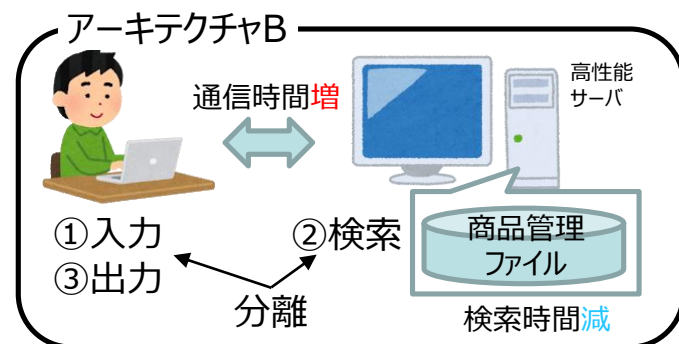 アーキテクチャB
通信時間増
高性能
サーバ
①入力
③出力
②検索
分離
商品管理
ファイル
検索時間減